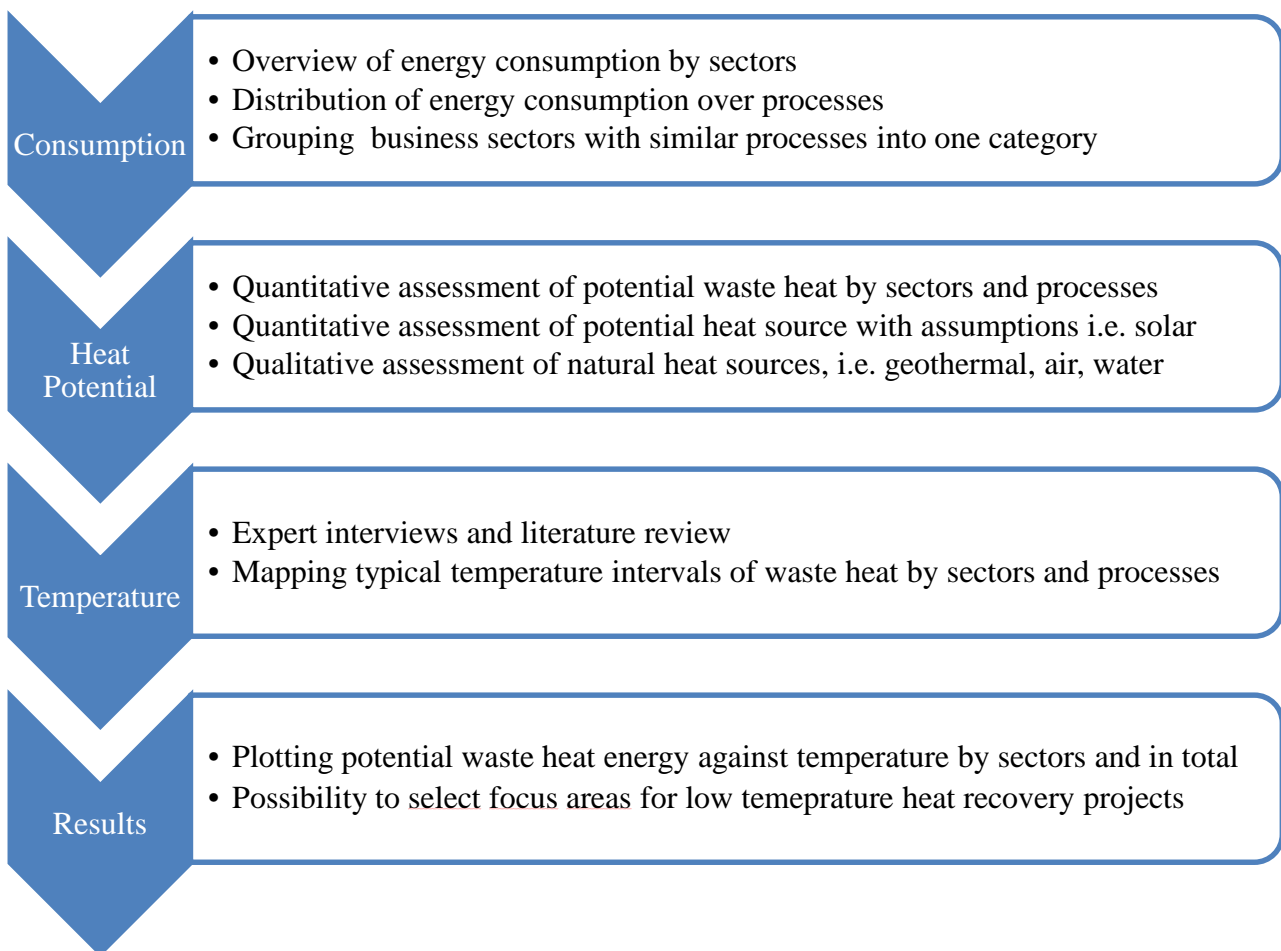 Consumption
• Overview of energy consumption by sectors
• Distribution of energy consumption over processes
• Grouping  business sectors with similar processes into one category
Heat
Potential
• Quantitative assessment of potential waste heat by sectors and processes
• Quantitative assessment of potential heat source with assumptions i.e. solar
• Qualitative assessment of natural heat sources, i.e. geothermal, air, water
Temperature
• Expert interviews and literature review
• Mapping typical temperature intervals of waste heat by sectors and processes
Results
• Plotting potential waste heat energy against temperature by sectors and in total
• Possibility to select focus areas for low temeprature heat recovery projects